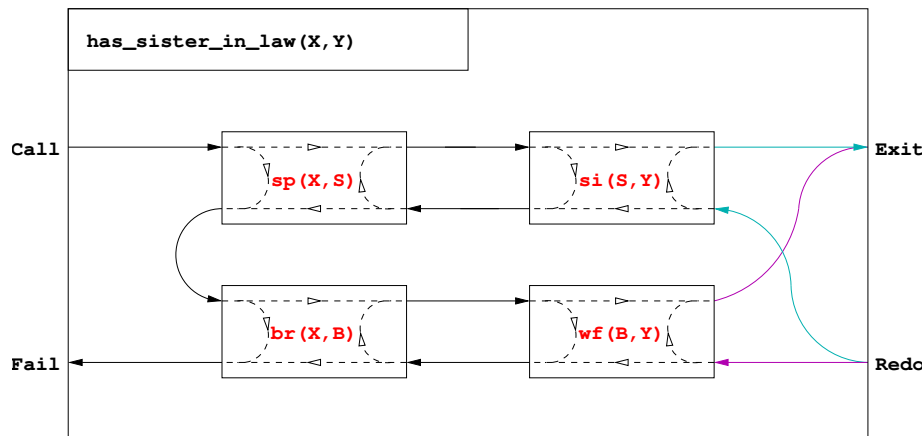 has_sister_in_law(X,Y)
Call
sp(X,S)
si(S,Y)
Exit
Fail
br(X,B)
wf(B,Y)
Redo